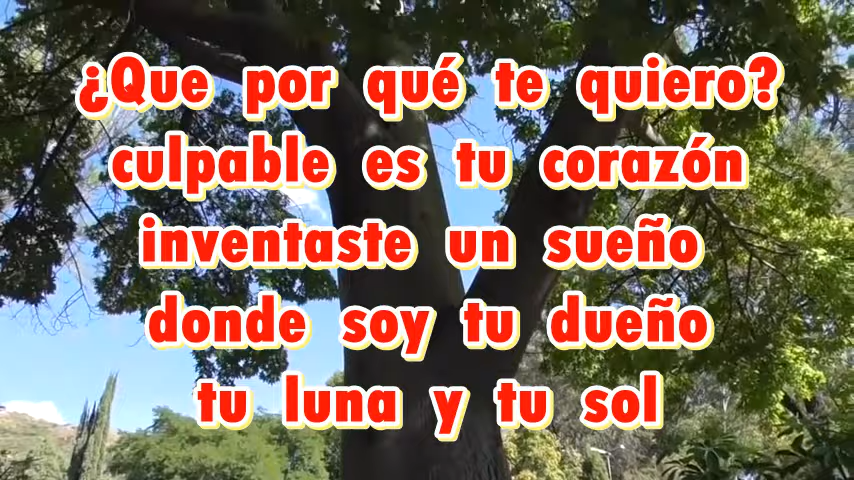 ¿Que por qué te quiero?
culpable es tu corazón
inventaste un sueño
donde soy tu dueño
tu luna y tu sol